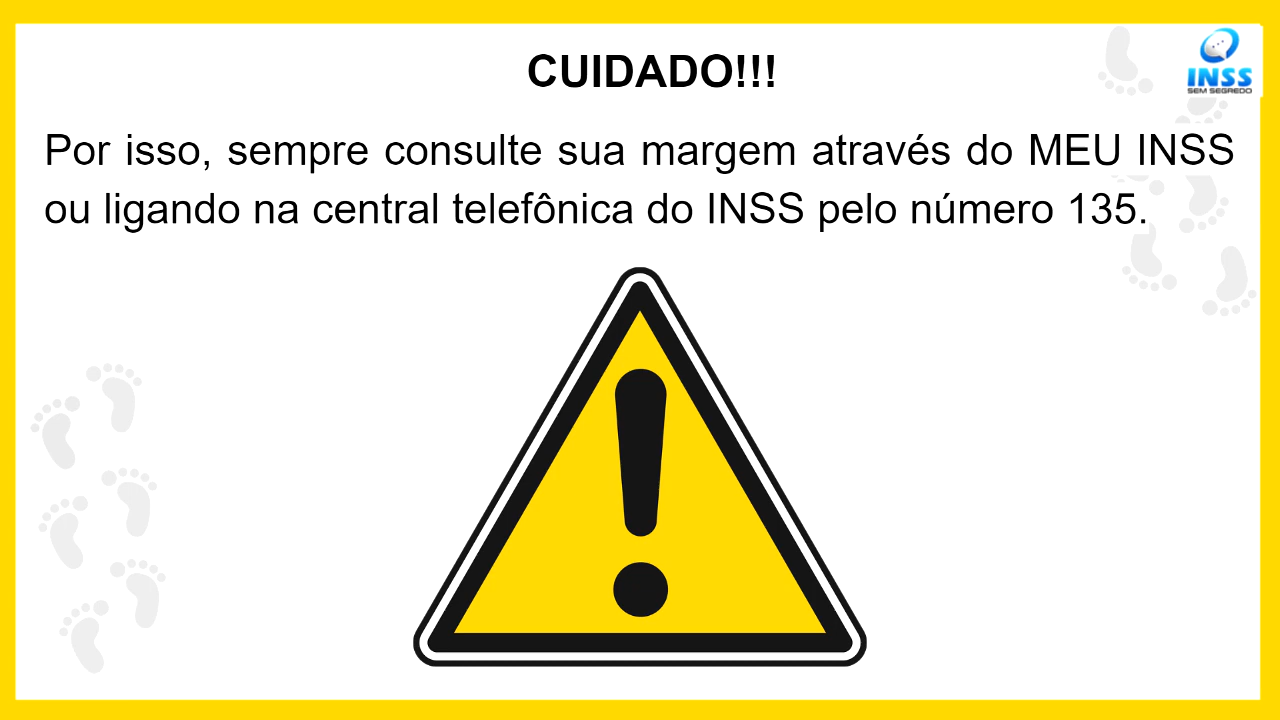 CUIDADO!!!
INSS
SEM SEGREDO
Por isso, sempre consulte sua margem através do MEU INSS
ou ligando na central telefônica do INSS pelo número 135.